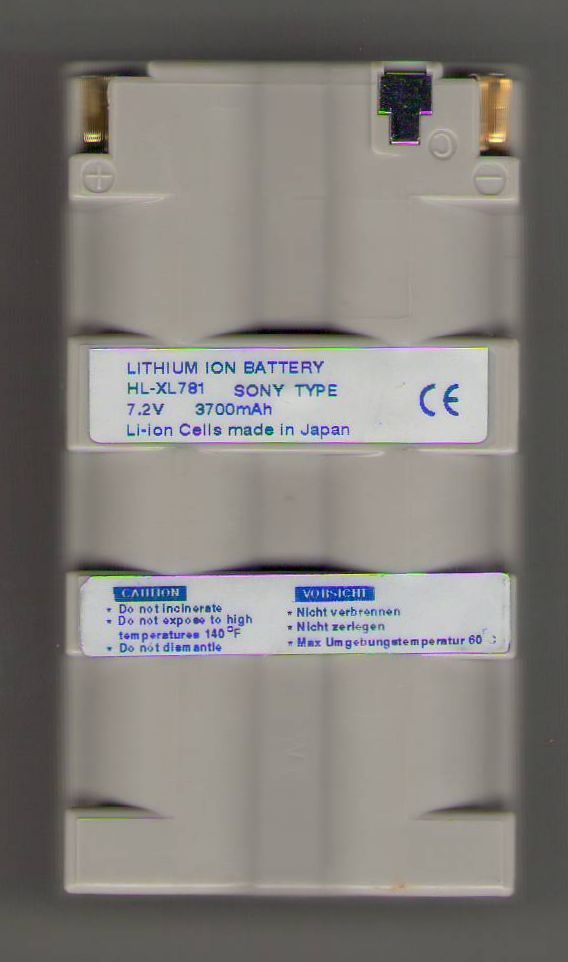 + C -
LITHIUM ION BATTERY
HL-XL781 SONY TYPE
7.2V 3700mAh
Li-ion Cells made in Japan
CE
CAUTION
* Do not incinerate
* Do not expose to high
temperatures 140°F
* Do not dismantle
VORSICHT
* Nicht verbrennen
* Nicht zerlegen
* Max Umgebungstemperatur 60°C